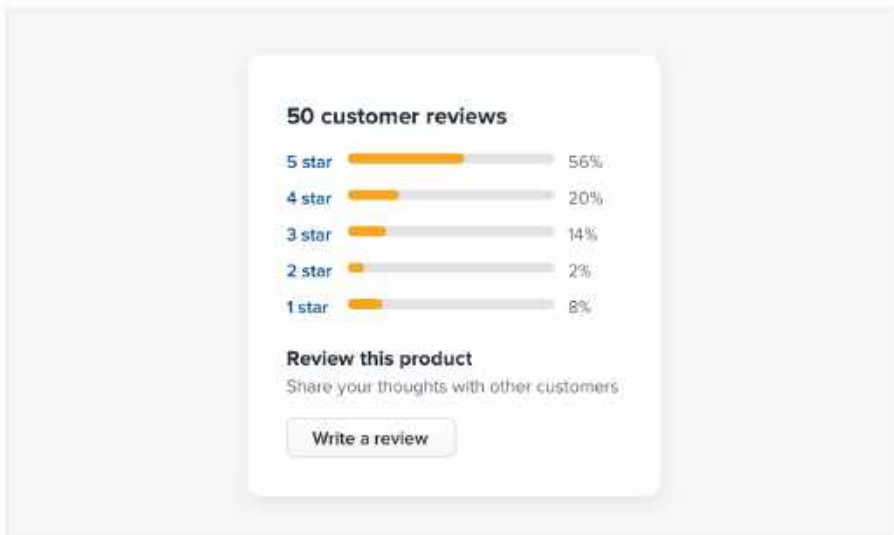 50 customer reviews
5 star 56%
4 star 20%
3 star 14%
2 star 2%
1 star 8%
Review this product
Share your thoughts with other customers
Write a review